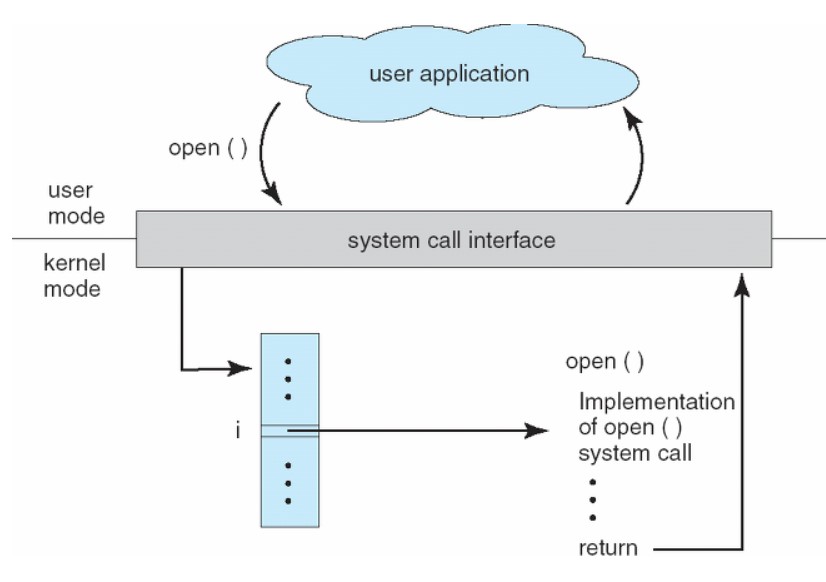 user application
open ( )
user
mode
system call interface
kernel
mode
open ( )
Implementation
of open ( )
system call
i
return